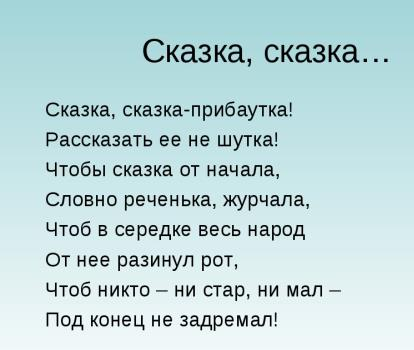 Сказка, сказка…
Сказка, сказка-прибаутка!
Рассказать ее не шутка!
Чтобы сказка от начала,
Словно реченька, журчала,
Чтоб в середке весь народ
От нее разинул рот,
Чтоб никто – ни стар, ни мал –
Под конец не задремал!